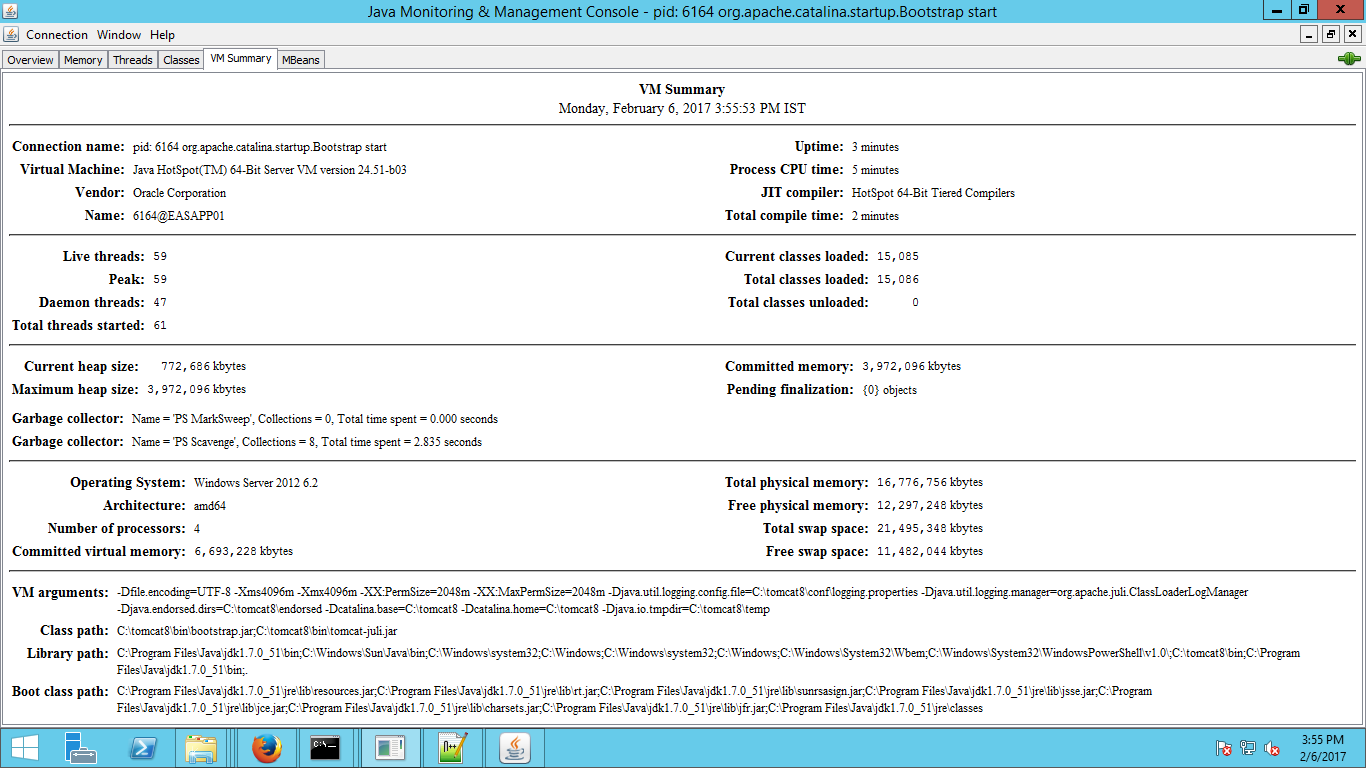 Java Monitoring & Management Console - pid: 6164 org.apache.catalina.startup.Bootstrap start
Connection Window Help
Overview Memory Threads Classes VM Summary MBeans
VM Summary
Monday, February 6, 2017 3:55:53 PM IST
Connection name: pid: 6164 org.apache.catalina.startup.Bootstrap start
Uptime: 3 minutes
Virtual Machine: Java HotSpot(TM) 64-Bit Server VM version 24.51-b03
Process CPU time: 5 minutes
Vendor: Oracle Corporation
JIT compiler: HotSpot 64-Bit Tiered Compilers
Name: 6164@EASAPP01
Total compile time: 2 minutes
Live threads: 59
Current classes loaded: 15,085
Peak: 59
Total classes loaded: 15,086
Daemon threads: 47
Total classes unloaded: 0
Total threads started: 61
Current heap size: 772,686 kbytes
Committed memory: 3,972,096 kbytes
Maximum heap size: 3,972,096 kbytes
Pending finalization: {0} objects
Garbage collector: Name = 'PS MarkSweep', Collections = 0, Total time spent = 0.000 seconds
Garbage collector: Name = 'PS Scavenge', Collections = 8, Total time spent = 2.835 seconds
Operating System: Windows Server 2012 6.2
Total physical memory: 16,776,756 kbytes
Architecture: amd64
Free physical memory: 12,297,248 kbytes
Number of processors: 4
Total swap space: 21,495,348 kbytes
Committed virtual memory: 6,693,228 kbytes
Free swap space: 11,482,044 kbytes
VM arguments: -Dfile.encoding=UTF-8 -Xms4096m -Xmx4096m -XX:PermSize=2048m -XX:MaxPermSize=2048m -Djava.util.logging.config.file=C:\tomcat8\conf\logging.properties -Djava.util.logging.manager=org.apache.juli.ClassLoaderLogManager
-Djava.endorsed.dirs=C:\tomcat8\endorsed -Dcatalina.base=C:\tomcat8 -Dcatalina.home=C:\tomcat8 -Djava.io.tmpdir=C:\tomcat8\temp
Class path: C:\tomcat8\bin\bootstrap.jar;C:\tomcat8\bin\tomcat-juli.jar
Library path: C:\Program Files\Java\jdk1.7.0_51\bin;C:\Windows\Sun\Java\bin;C:\Windows\system32;C:\Windows;C:\Windows\system32;C:\Windows;C:\Windows\System32\Wbem;C:\Windows\System32\WindowsPowerShell\v1.0\;C:\tomcat8\bin;C:\Program
Files\Java\jdk1.7.0_51\bin;.
Boot class path: C:\Program Files\Java\jdk1.7.0_51\jre\lib\resources.jar;C:\Program Files\Java\jdk1.7.0_51\jre\lib\rt.jar;C:\Program Files\Java\jdk1.7.0_51\jre\lib\sunrsasign.jar;C:\Program Files\Java\jdk1.7.0_51\jre\lib\jsse.jar;C:\Program
Files\Java\jdk1.7.0_51\jre\lib\jce.jar;C:\Program Files\Java\jdk1.7.0_51\jre\lib\charsets.jar;C:\Program Files\Java\jdk1.7.0_51\jre\lib\jfr.jar;C:\Program Files\Java\jdk1.7.0_51\jre\classes
C:\
N++
3:55 PM
2/6/2017